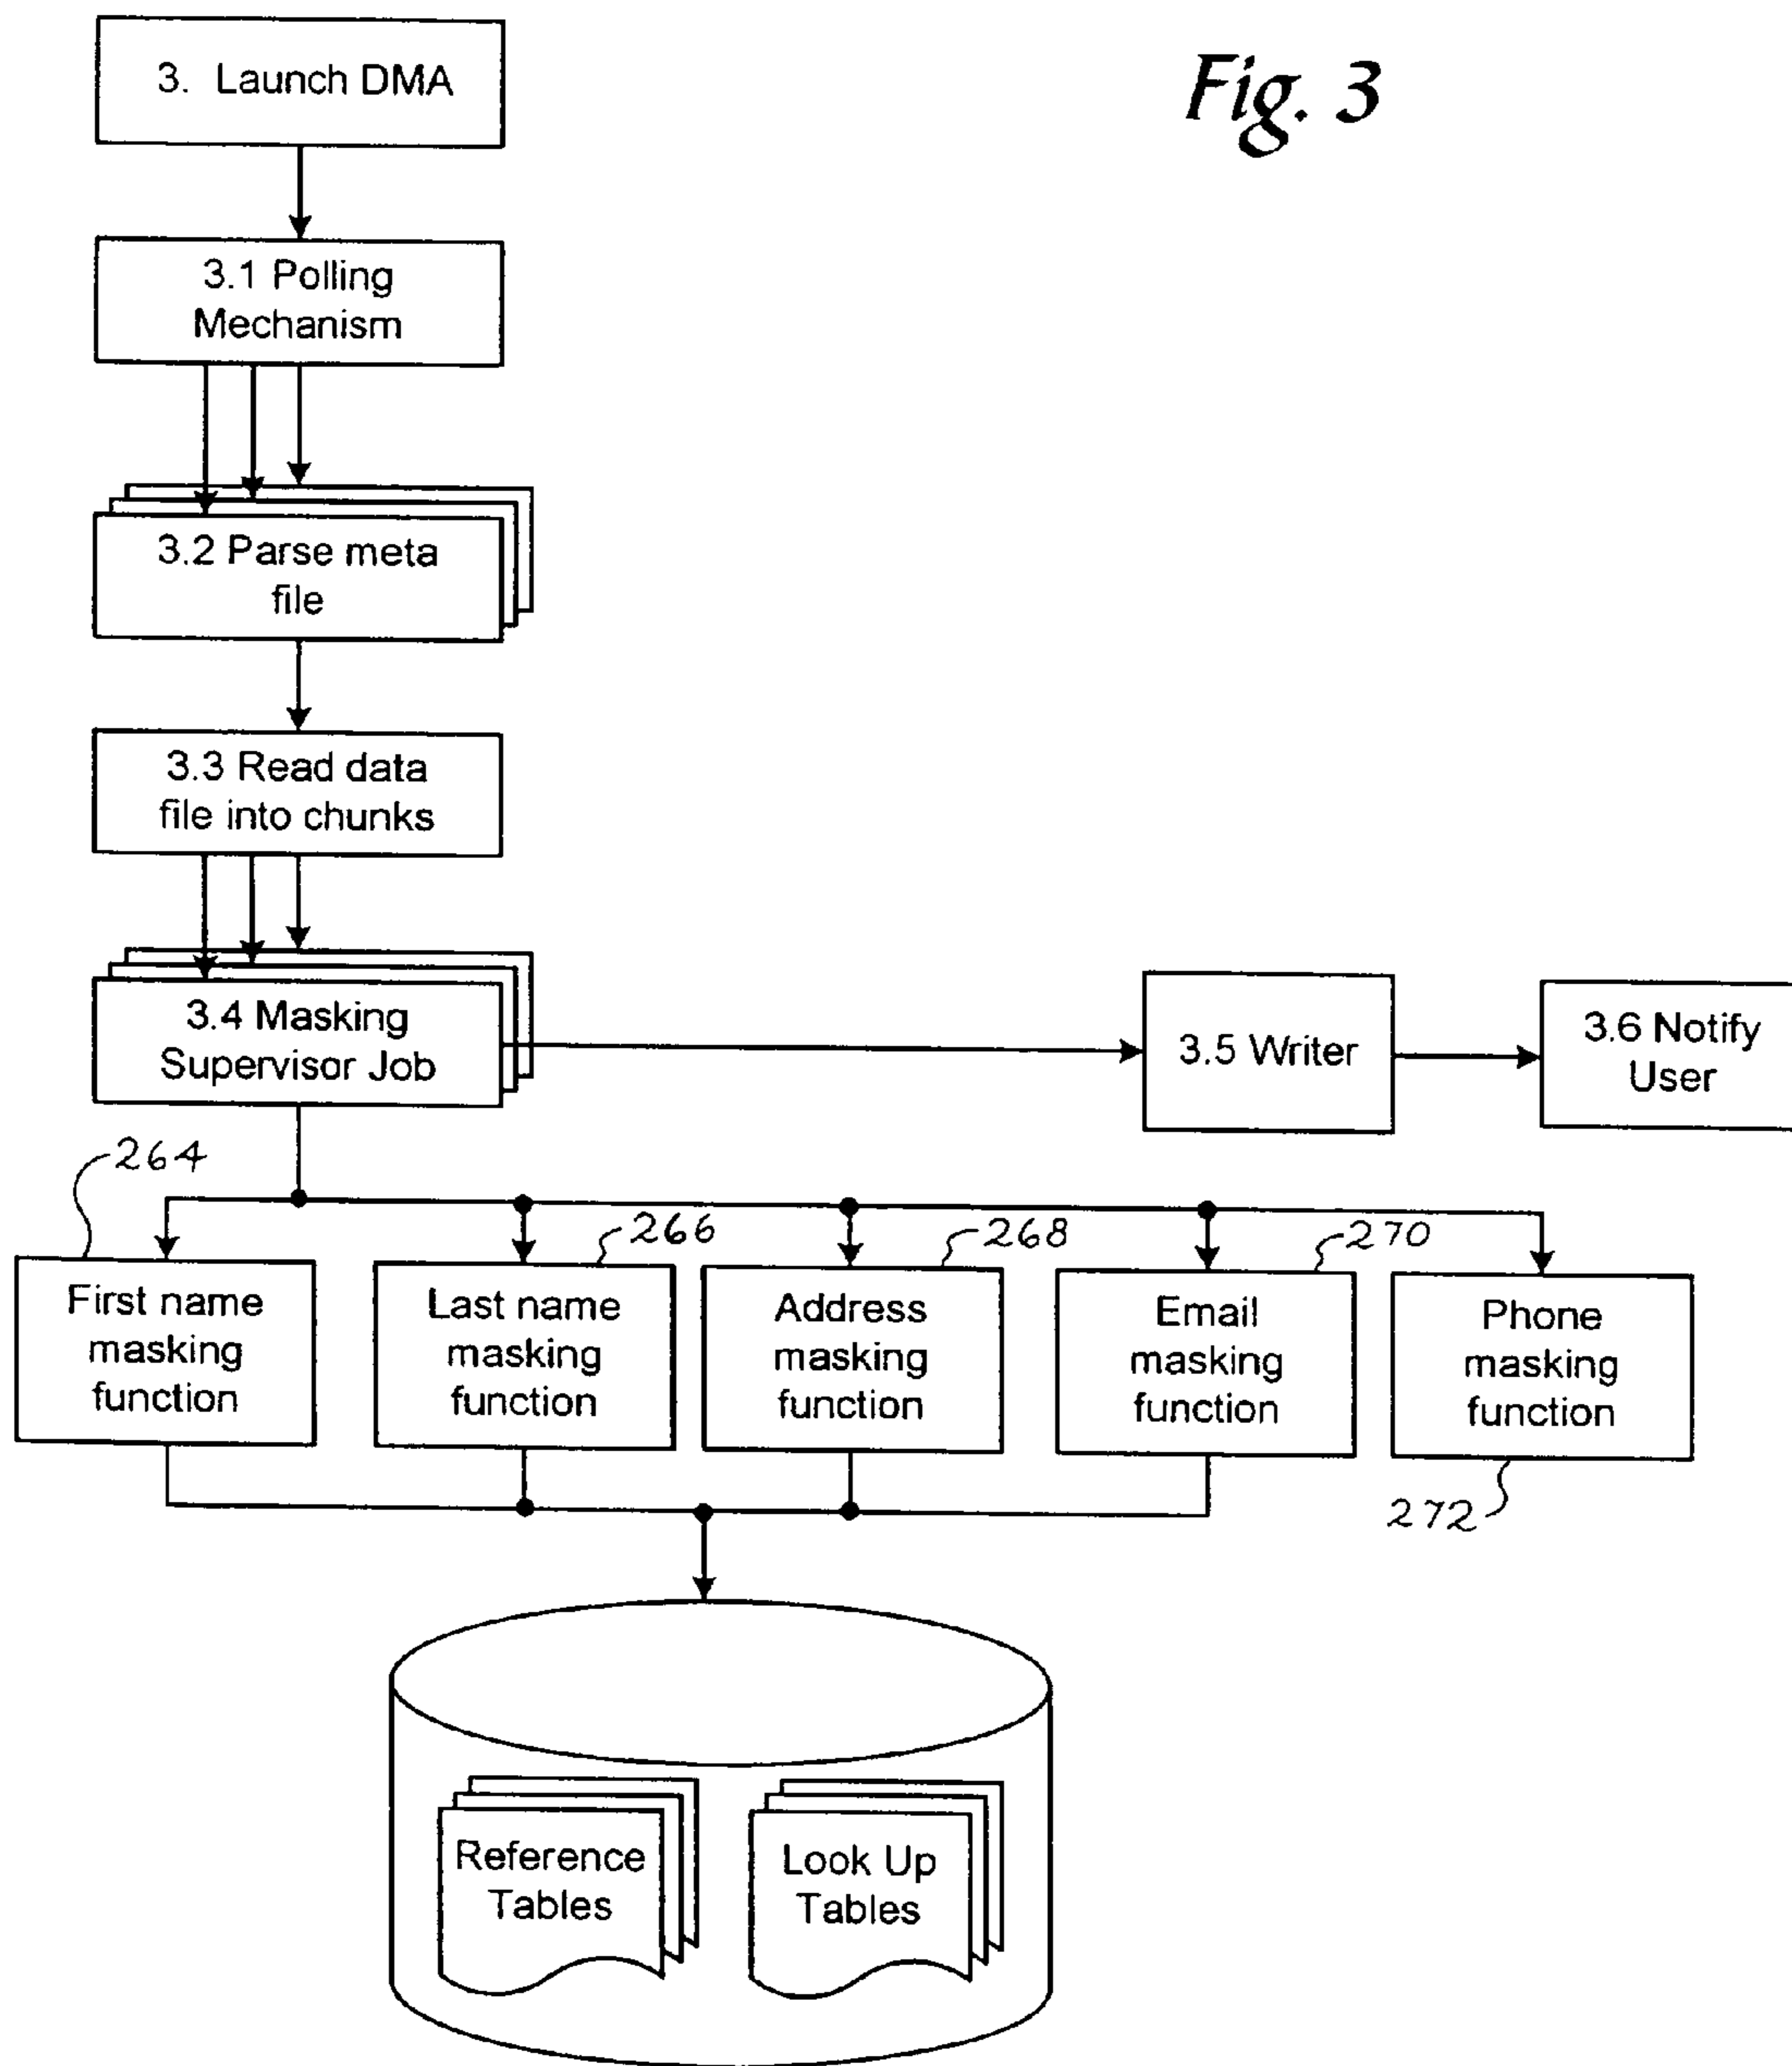 Fig. 3
3. Launch DMA
3.1 Polling
Mechanism
3.2 Parse meta
file
3.3 Read data
file into chunks
3.4 Masking
Supervisor Job
3.5 Writer
3.6 Notify
User
264
266
268
270
First name
masking
function
Last name
masking
function
Address
masking
function
Email
masking
function
Phone
masking
function
272
Reference
Tables
Look Up
Tables